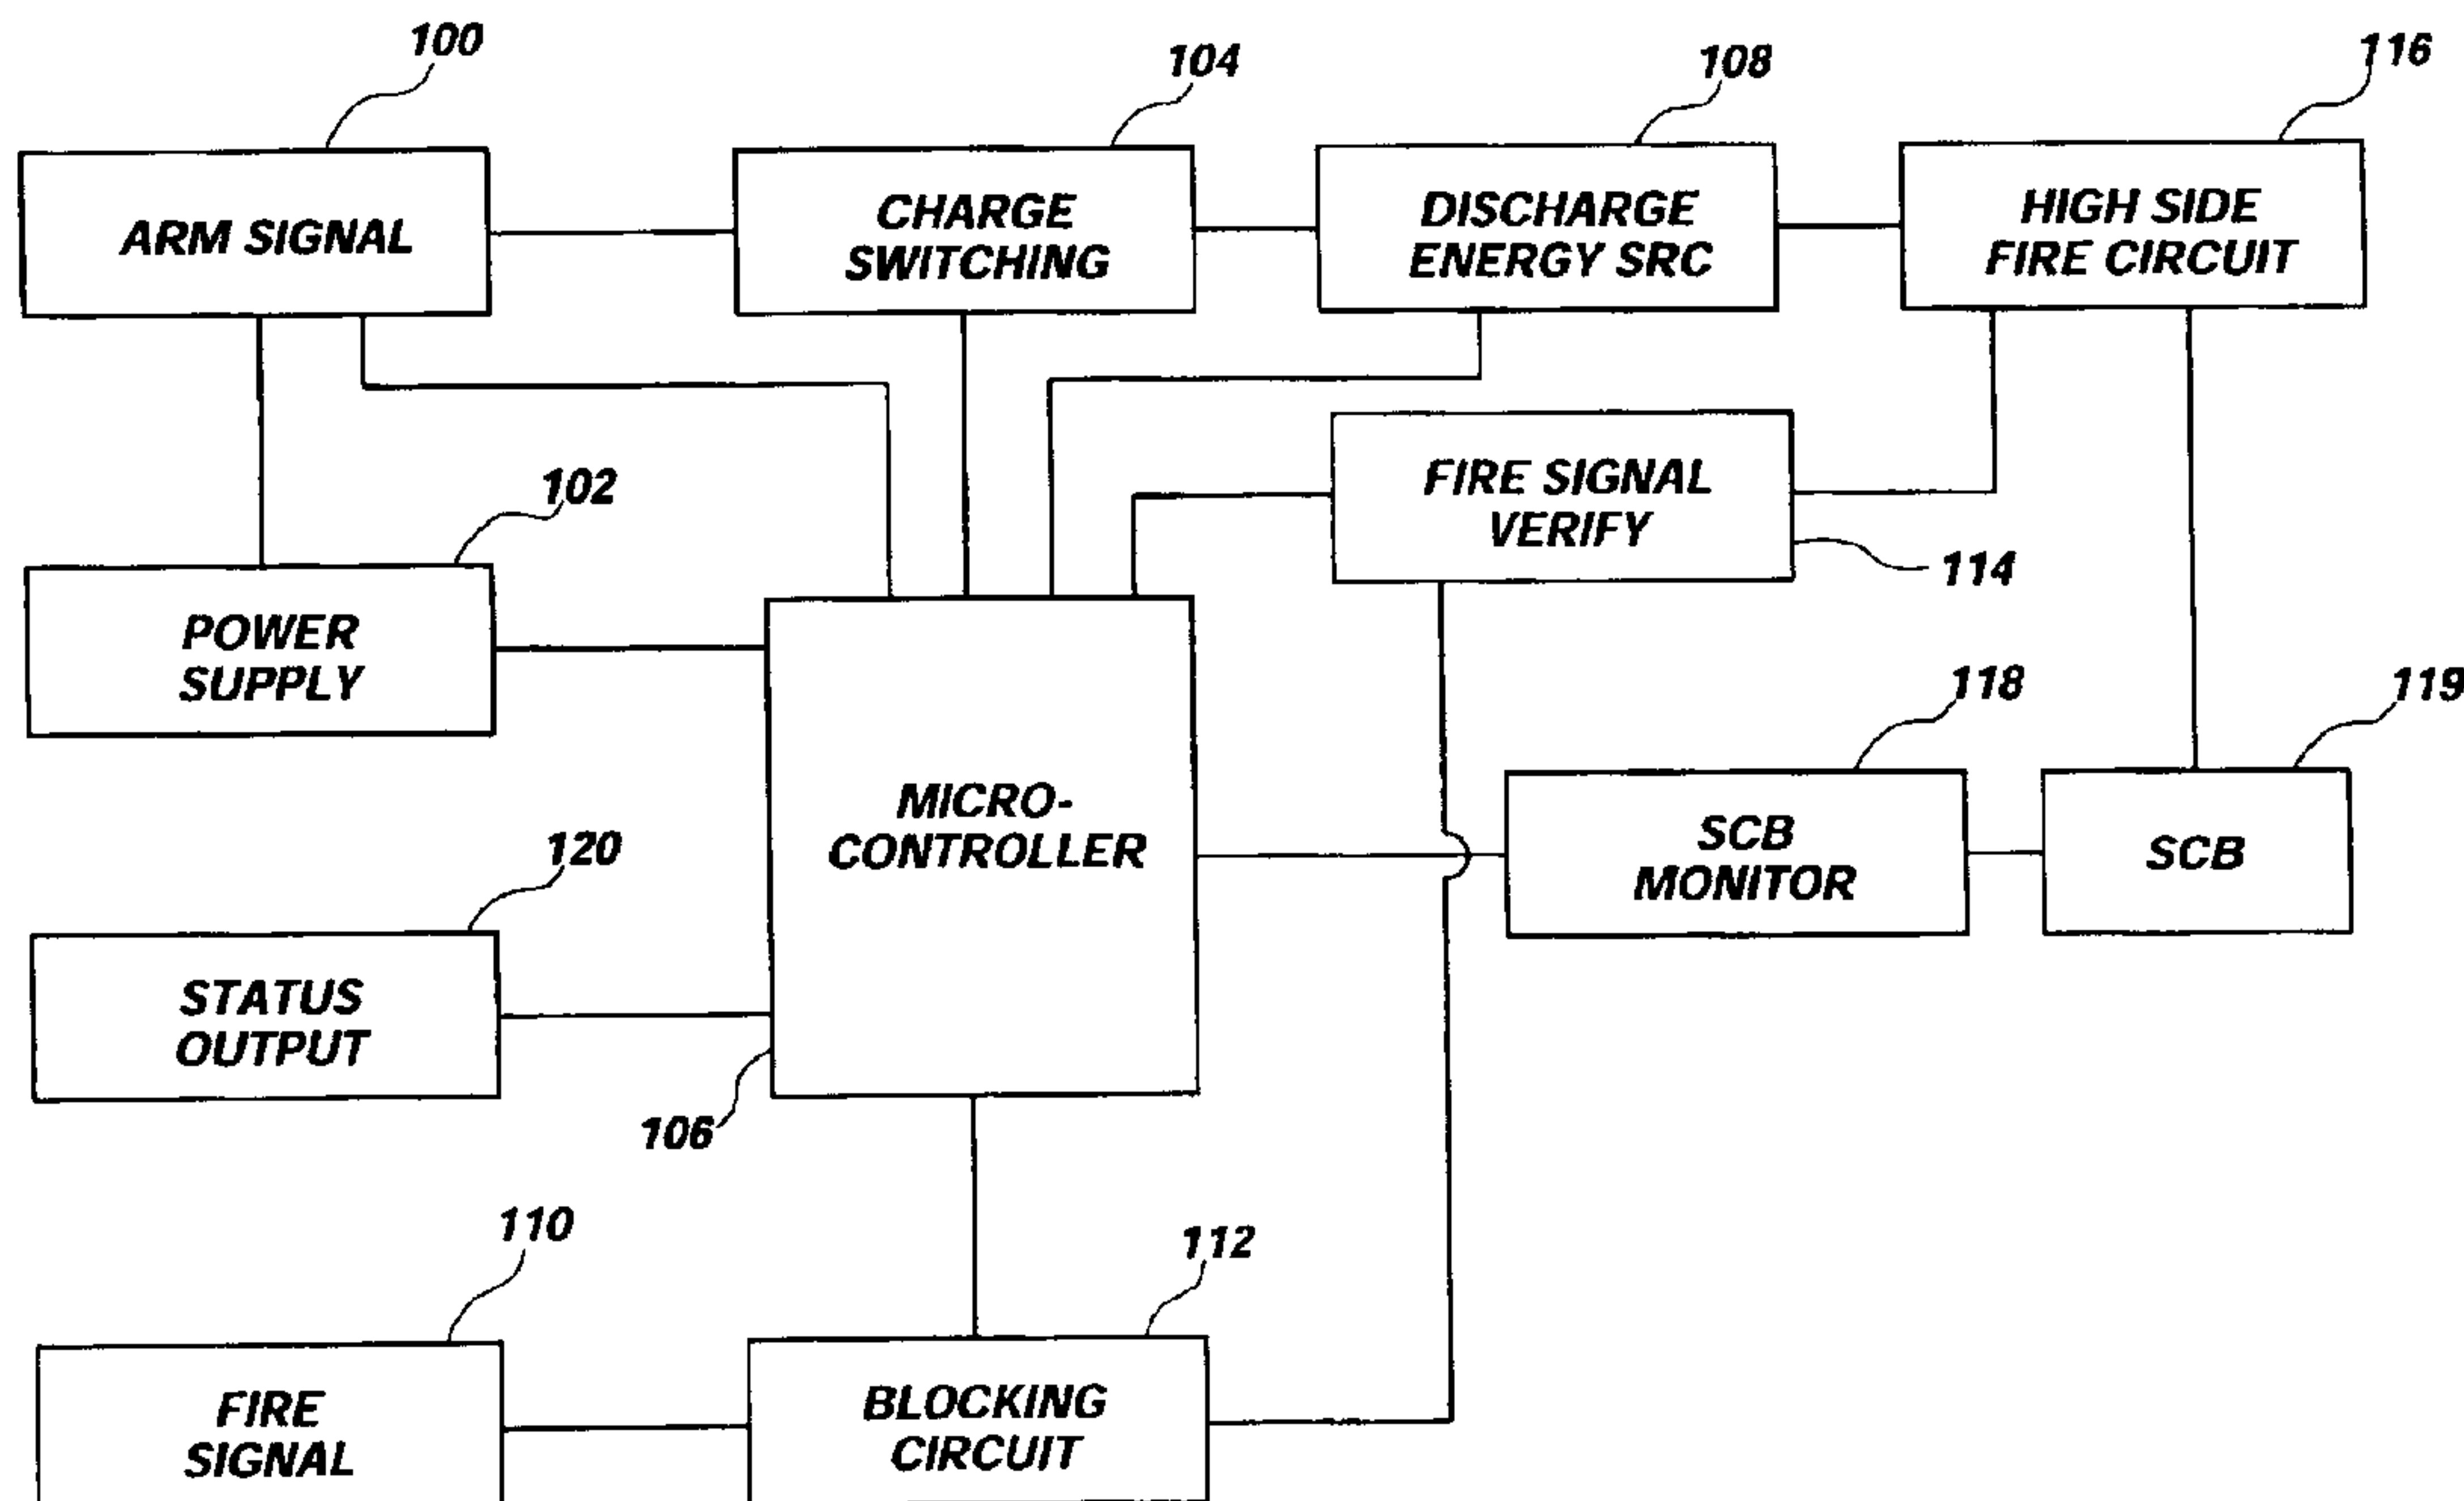 100
104
108
116
ARM SIGNAL
CHARGE
SWITCHING
DISCHARGE
ENERGY SRC
HIGH SIDE
FIRE CIRCUIT
102
FIRE SIGNAL
VERIFY
114
POWER
SUPPLY
118
119
MICRO-
CONTROLLER
SCB
MONITOR
SCB
120
STATUS
OUTPUT
106
110
112
FIRE
SIGNAL
BLOCKING
CIRCUIT